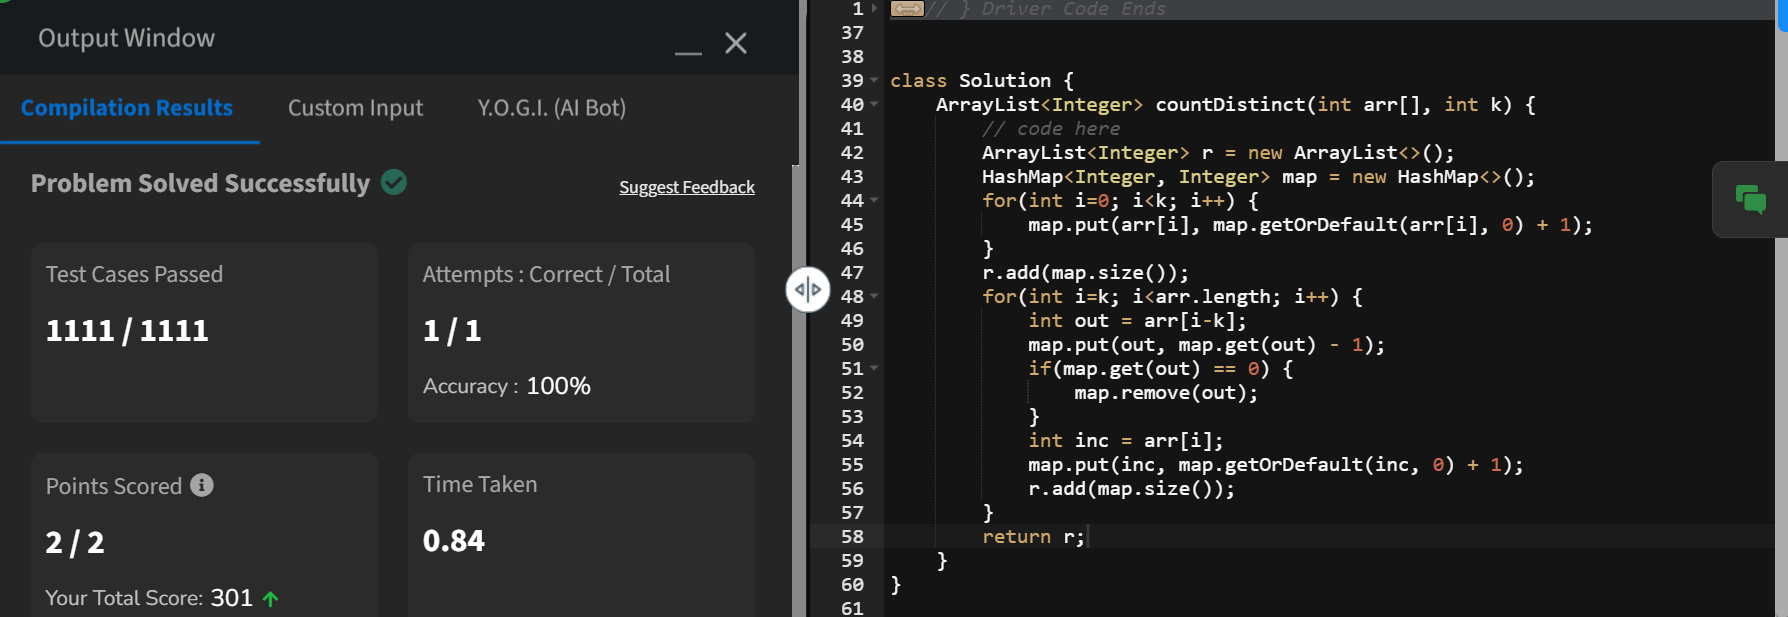 Output Window
Compilation Results
Custom Input
Y.O.G.I. (AI Bot)
Problem Solved Successfully
Suggest Feedback
Test Cases Passed
1111 / 1111
Attempts : Correct / Total
1 / 1
Accuracy : 100%
Points Scored
2 / 2
Your Total Score: 301
Time Taken
0.84
1 // } Driver Code Ends
37
38
39 class Solution {
40     ArrayList<Integer> countDistinct(int arr[], int k) {
41         // code here
42         ArrayList<Integer> r = new ArrayList<>();
43         HashMap<Integer, Integer> map = new HashMap<>();
44         for(int i=0; i<k; i++) {
45             map.put(arr[i], map.getOrDefault(arr[i], 0) + 1);
46         }
47         r.add(map.size());
48         for(int i=k; i<arr.length; i++) {
49             int out = arr[i-k];
50             map.put(out, map.get(out) - 1);
51             if(map.get(out) == 0) {
52                 map.remove(out);
53             }
54             int inc = arr[i];
55             map.put(inc, map.getOrDefault(inc, 0) + 1);
56             r.add(map.size());
57         }
58         return r;
59     }
60 }
61